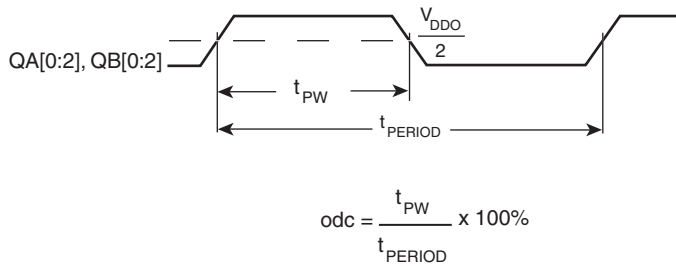 V_DDO
2
QA[0:2], QB[0:2]
t_PW
t_PERIOD
odc = t_PW / t_PERIOD x 100%